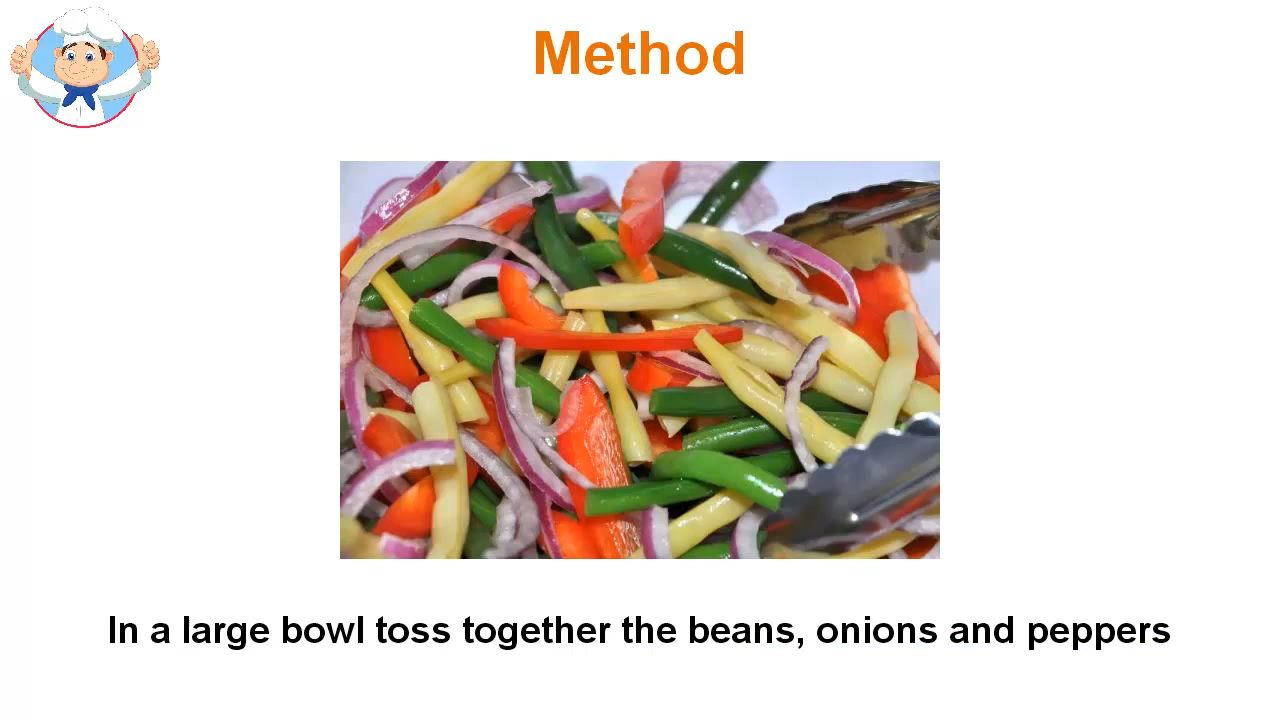 Method
In a large bowl toss together the beans, onions and peppers